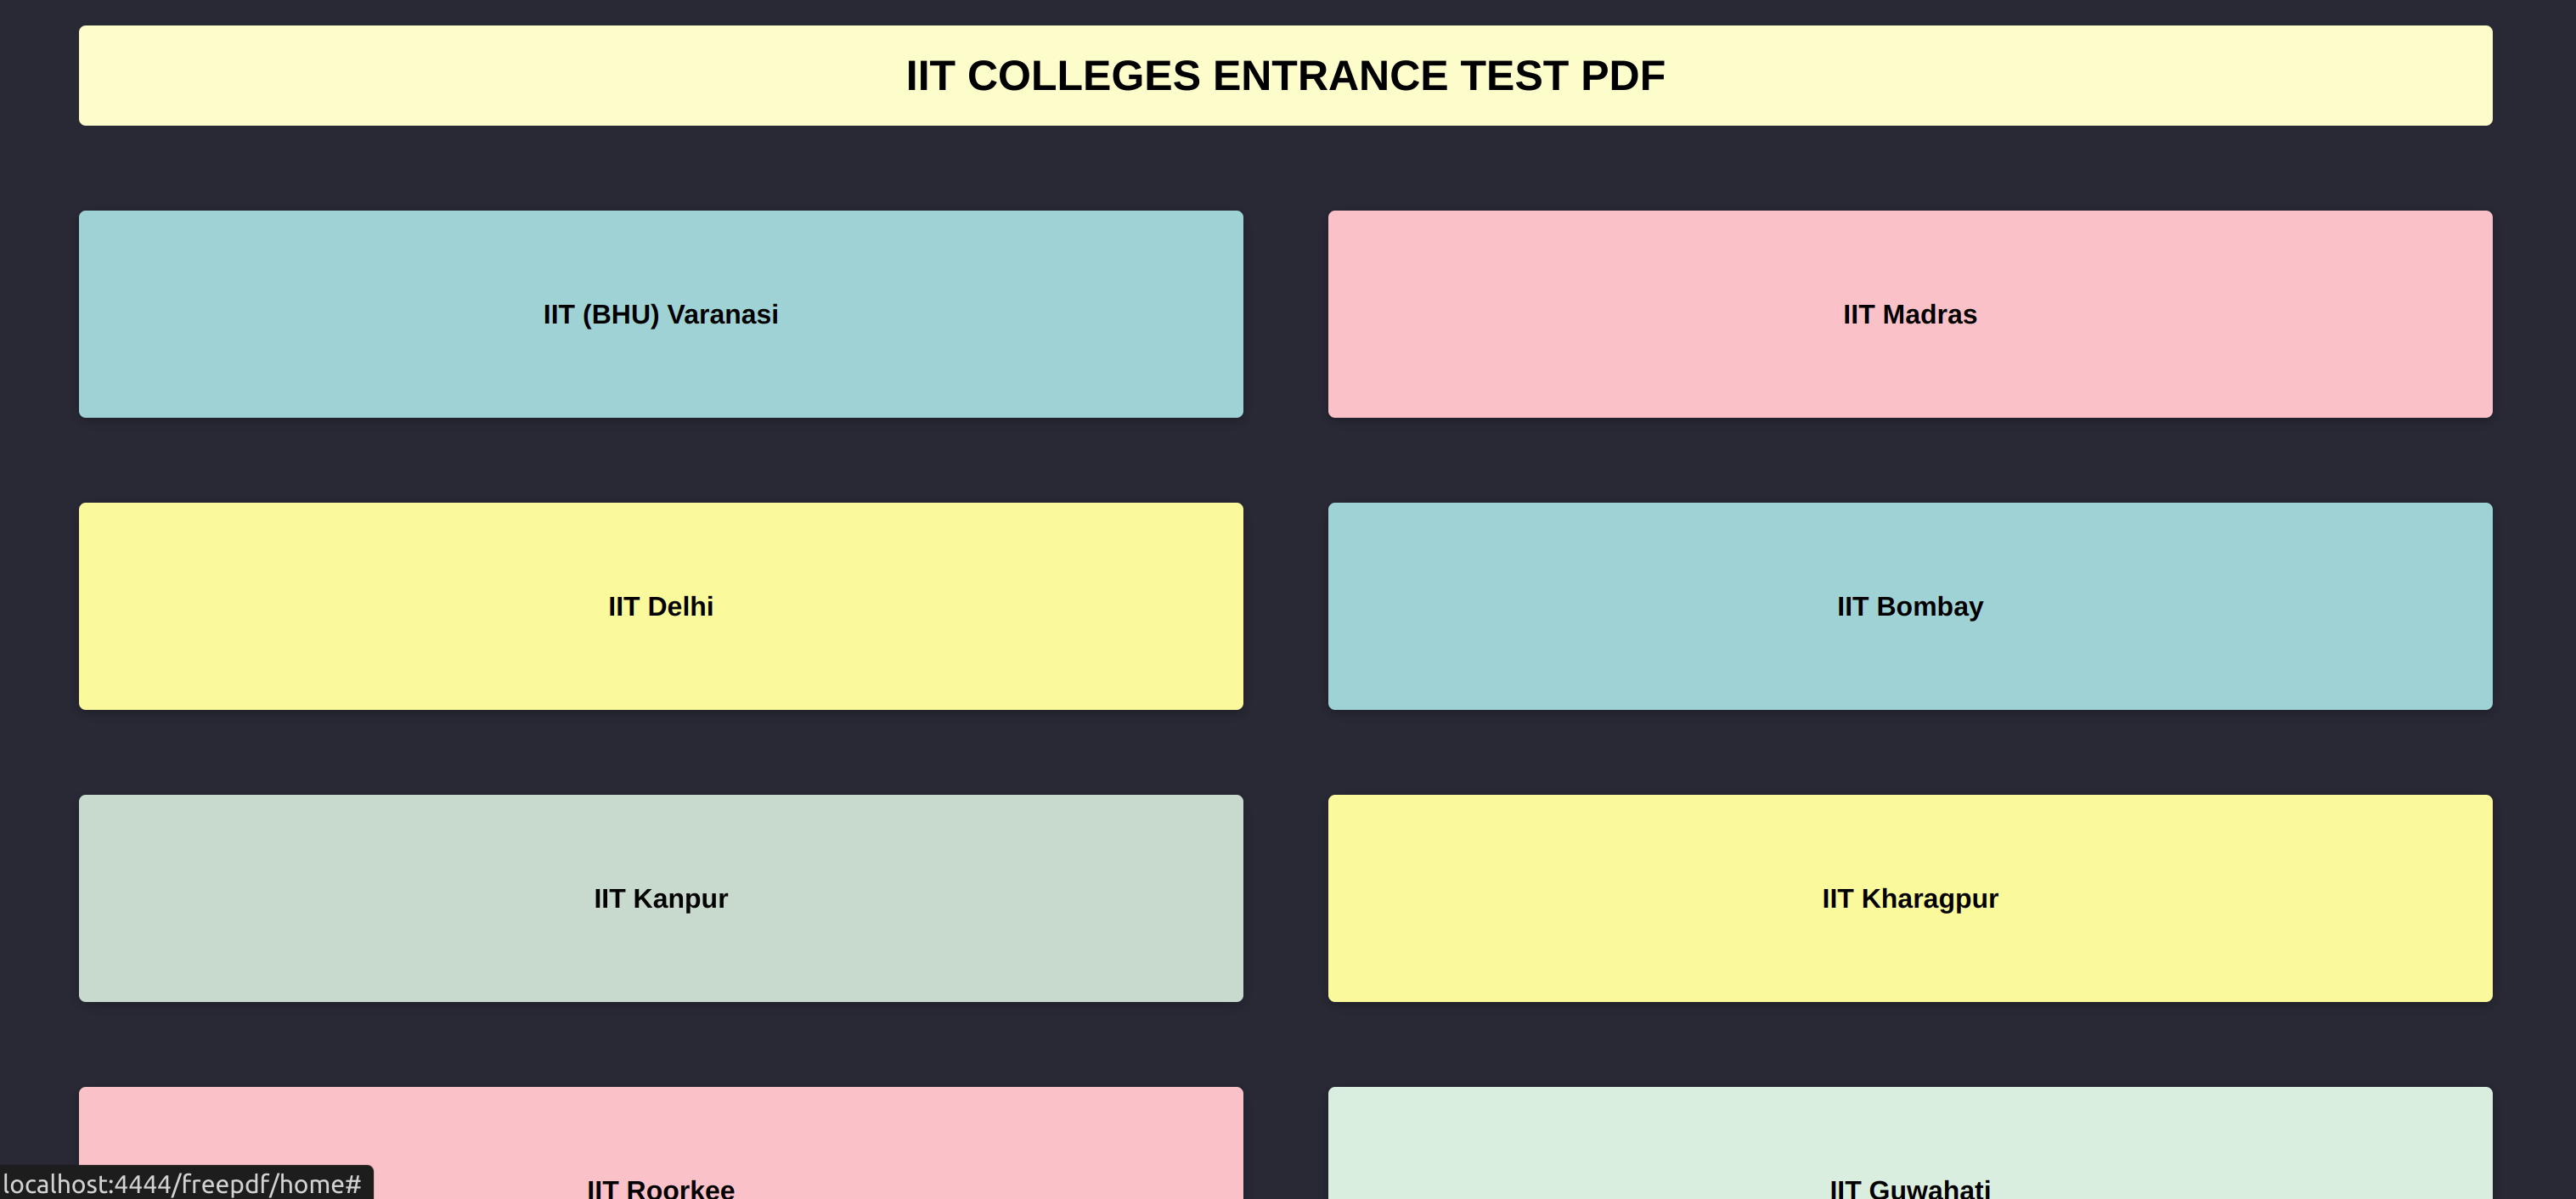 IIT COLLEGES ENTRANCE TEST PDF
IIT (BHU) Varanasi
IIT Madras
IIT Delhi
IIT Bombay
IIT Kanpur
IIT Kharagpur
IIT Roorkee
IIT Guwahati
localhost:4444/freepdf/home#